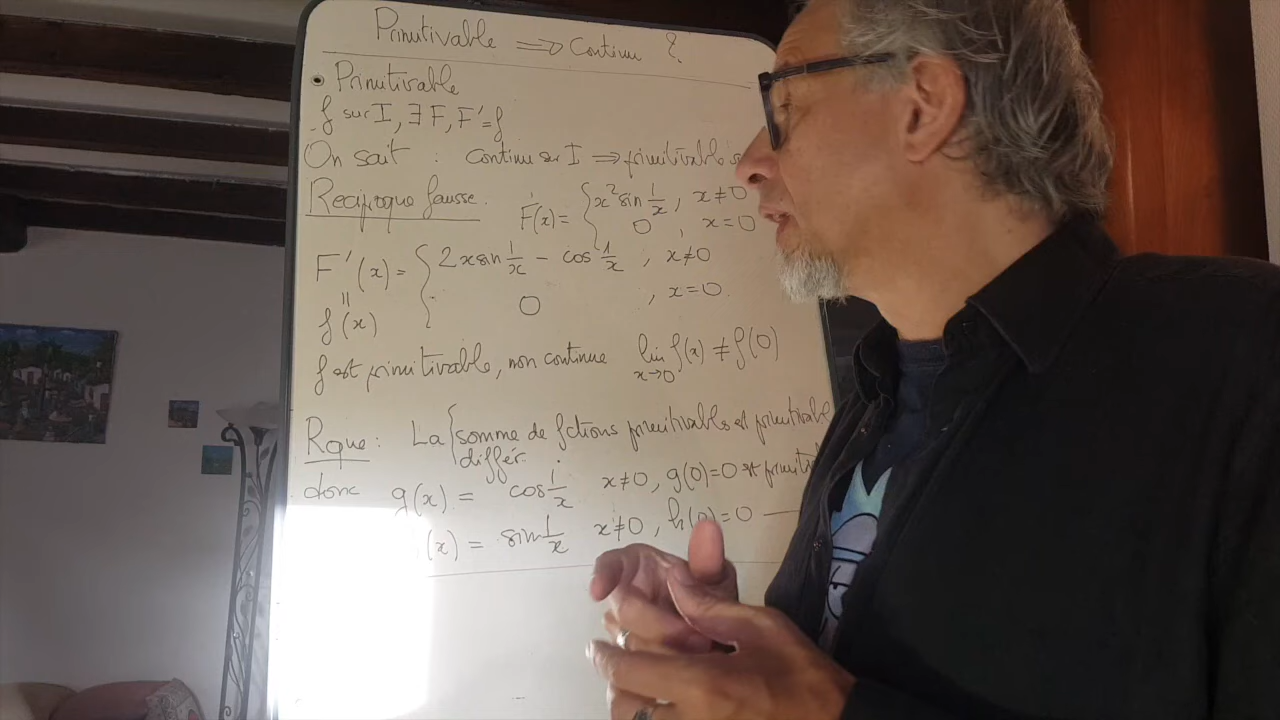 Primitivable ⟹ Continu ?
• Primitivable
f sur I, ∃ F, F' = f
On sait : continu sur I ⟹ primitivable
Réciproque fausse. F(x) = { x² sin 1/x , x ≠ 0
0 , x = 0
F'(x) = { 2x sin 1/x − cos 1/x , x ≠ 0
0 , x = 0.
=
f(x)
f est primitivable, non continue lim x→0 f(x) ≠ f(0)
Rque : La { somme de fctions primitivables est primitivable
différ.
donc g(x) = cos 1/x x ≠ 0, g(0) = 0 est
(x) = sin 1/x x ≠ 0, h(0) = 0 —